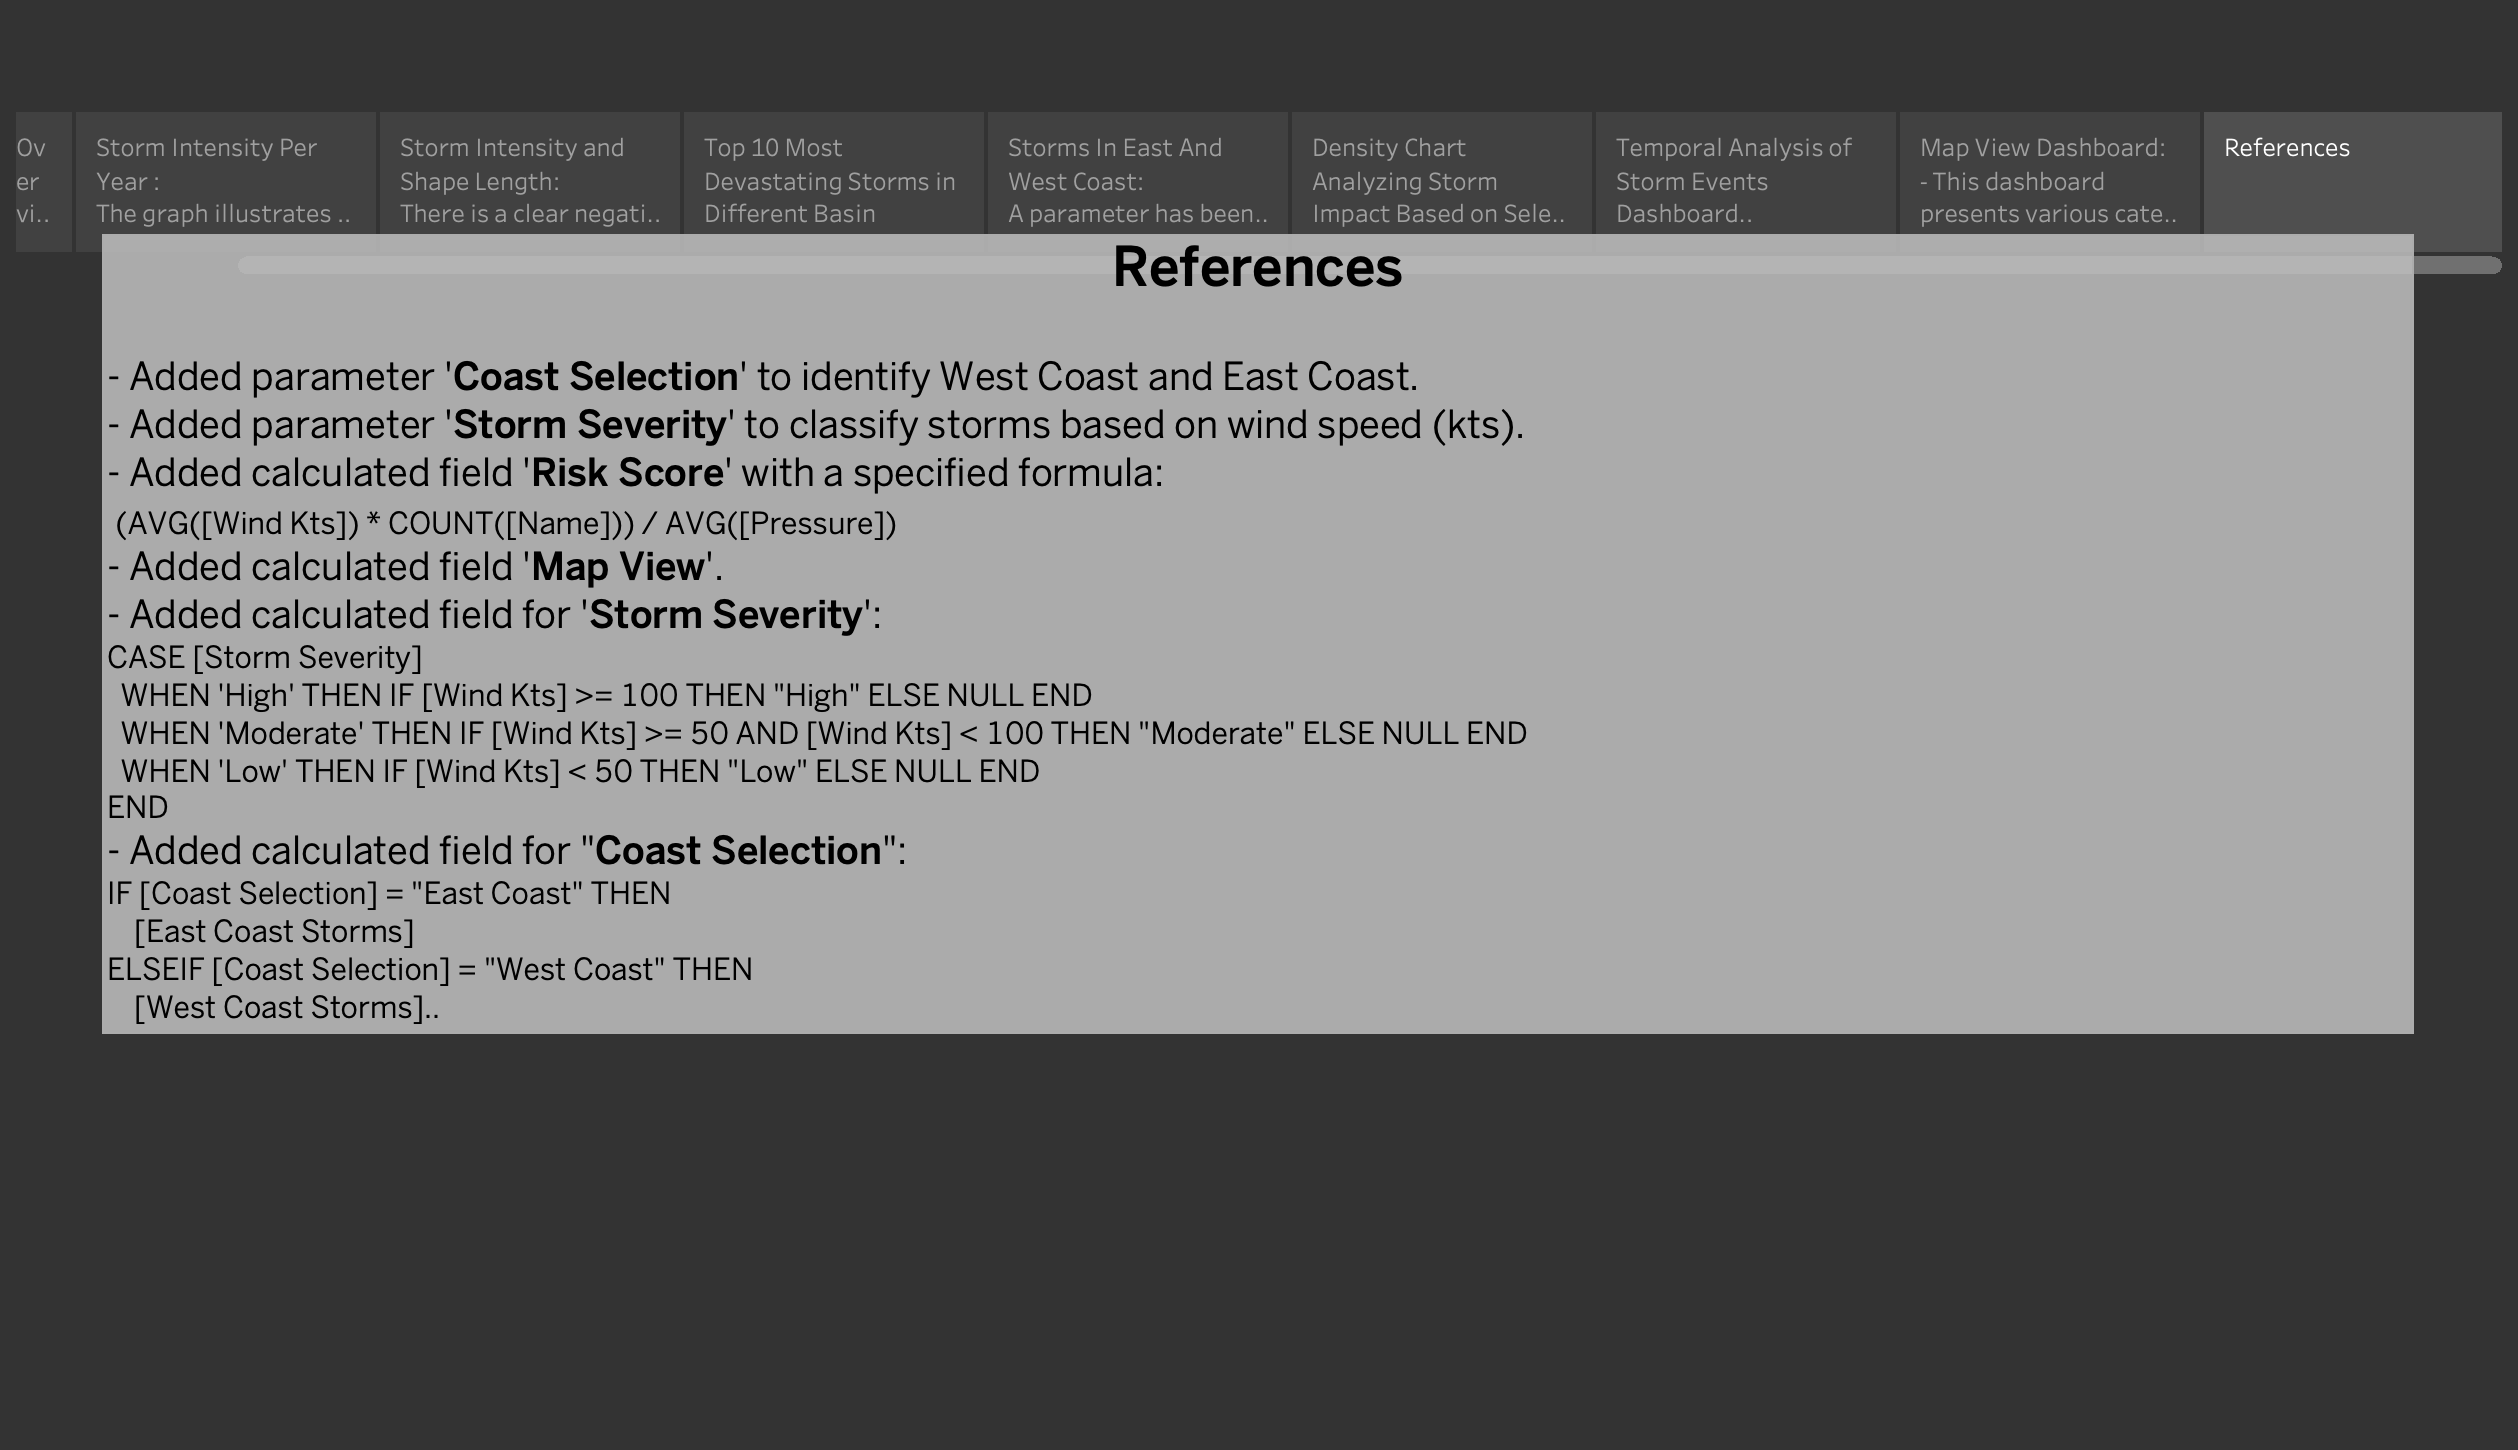 Ov
er
vi..
Storm Intensity Per
Year :
The graph illustrates ..
Storm Intensity and
Shape Length:
There is a clear negati..
Top 10 Most
Devastating Storms in
Different Basin
Storms In East And
West Coast:
A parameter has been..
Density Chart
Analyzing Storm
Impact Based on Sele..
Temporal Analysis of
Storm Events
Dashboard..
Map View Dashboard:
- This dashboard
presents various cate..
References
References
- Added parameter 'Coast Selection' to identify West Coast and East Coast.
- Added parameter 'Storm Severity' to classify storms based on wind speed (kts).
- Added calculated field 'Risk Score' with a specified formula:
(AVG([Wind Kts]) * COUNT([Name])) / AVG([Pressure])
- Added calculated field 'Map View'.
- Added calculated field for 'Storm Severity':
CASE [Storm Severity]
WHEN 'High' THEN IF [Wind Kts] >= 100 THEN "High" ELSE NULL END
WHEN 'Moderate' THEN IF [Wind Kts] >= 50 AND [Wind Kts] < 100 THEN "Moderate" ELSE NULL END
WHEN 'Low' THEN IF [Wind Kts] < 50 THEN "Low" ELSE NULL END
END
- Added calculated field for "Coast Selection":
IF [Coast Selection] = "East Coast" THEN
[East Coast Storms]
ELSEIF [Coast Selection] = "West Coast" THEN
[West Coast Storms]..